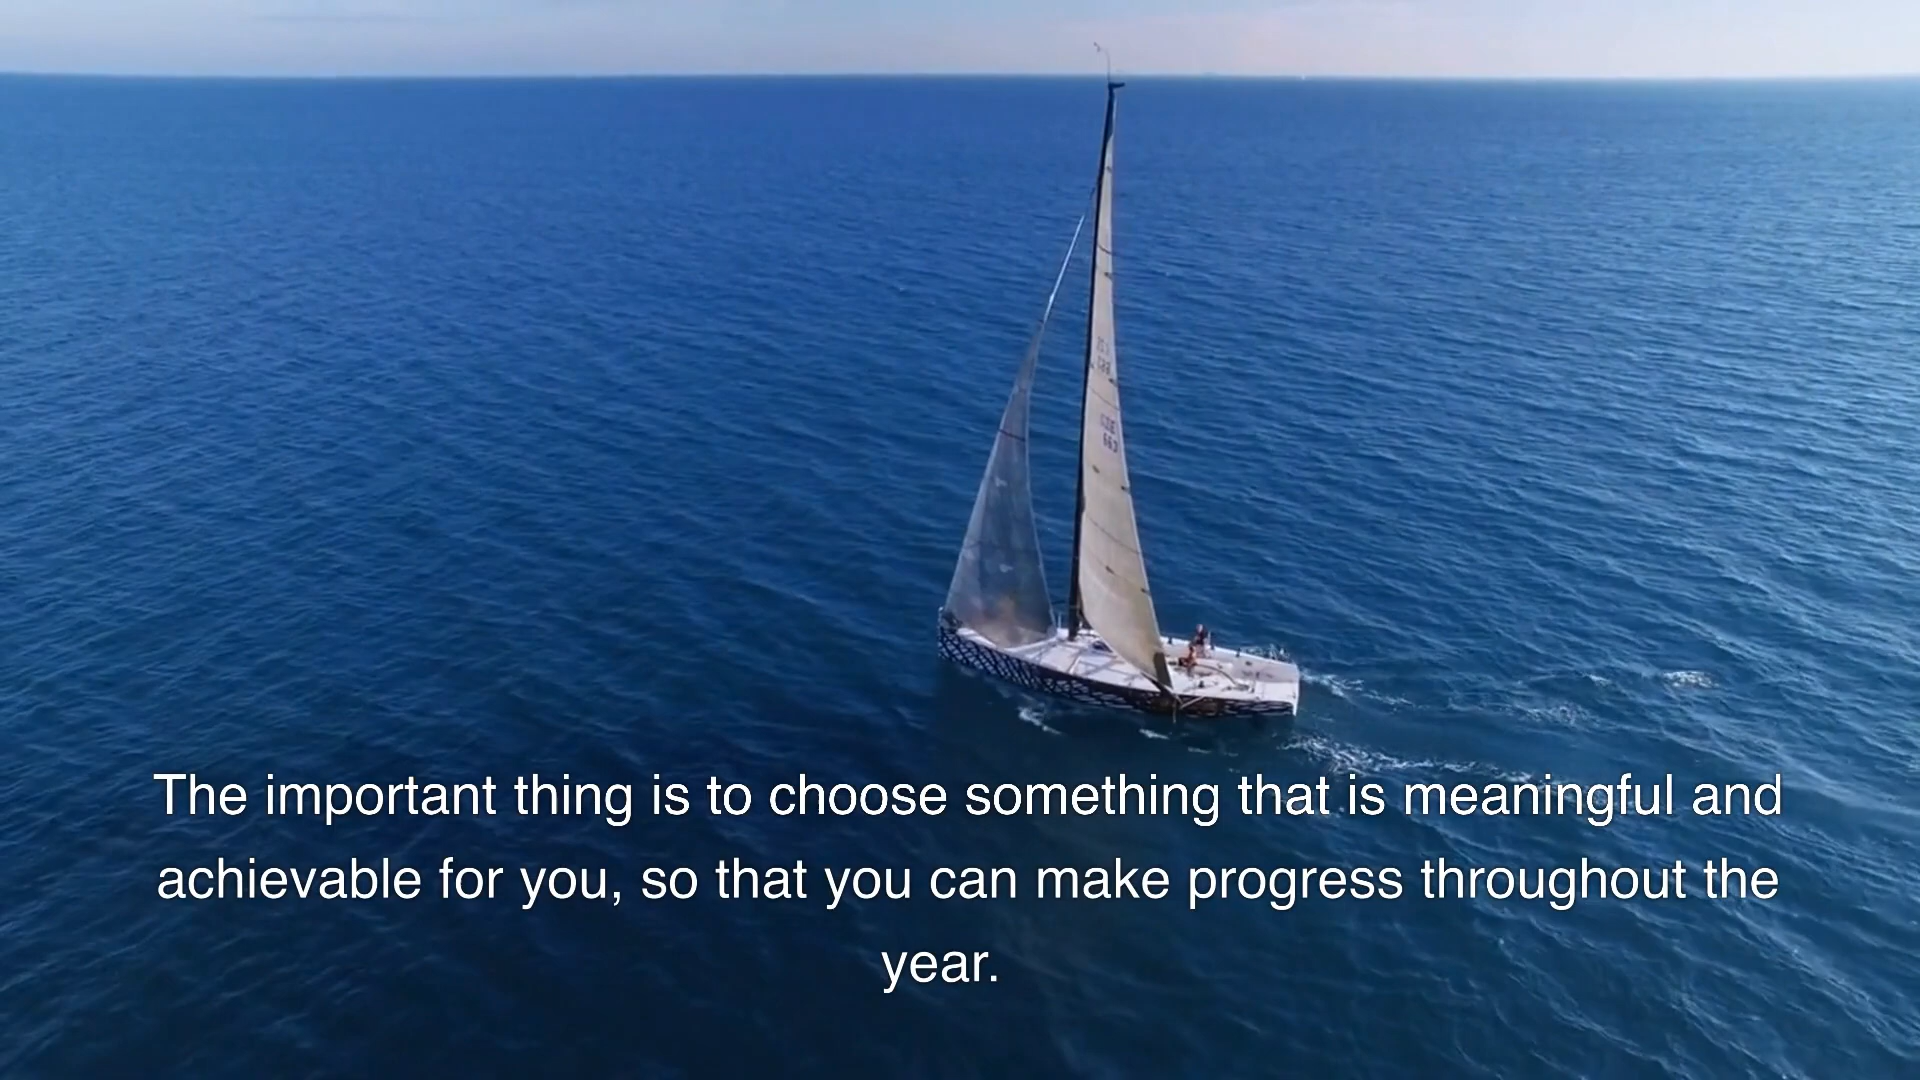 The important thing is to choose something that is meaningful and
achievable for you, so that you can make progress throughout the
year.